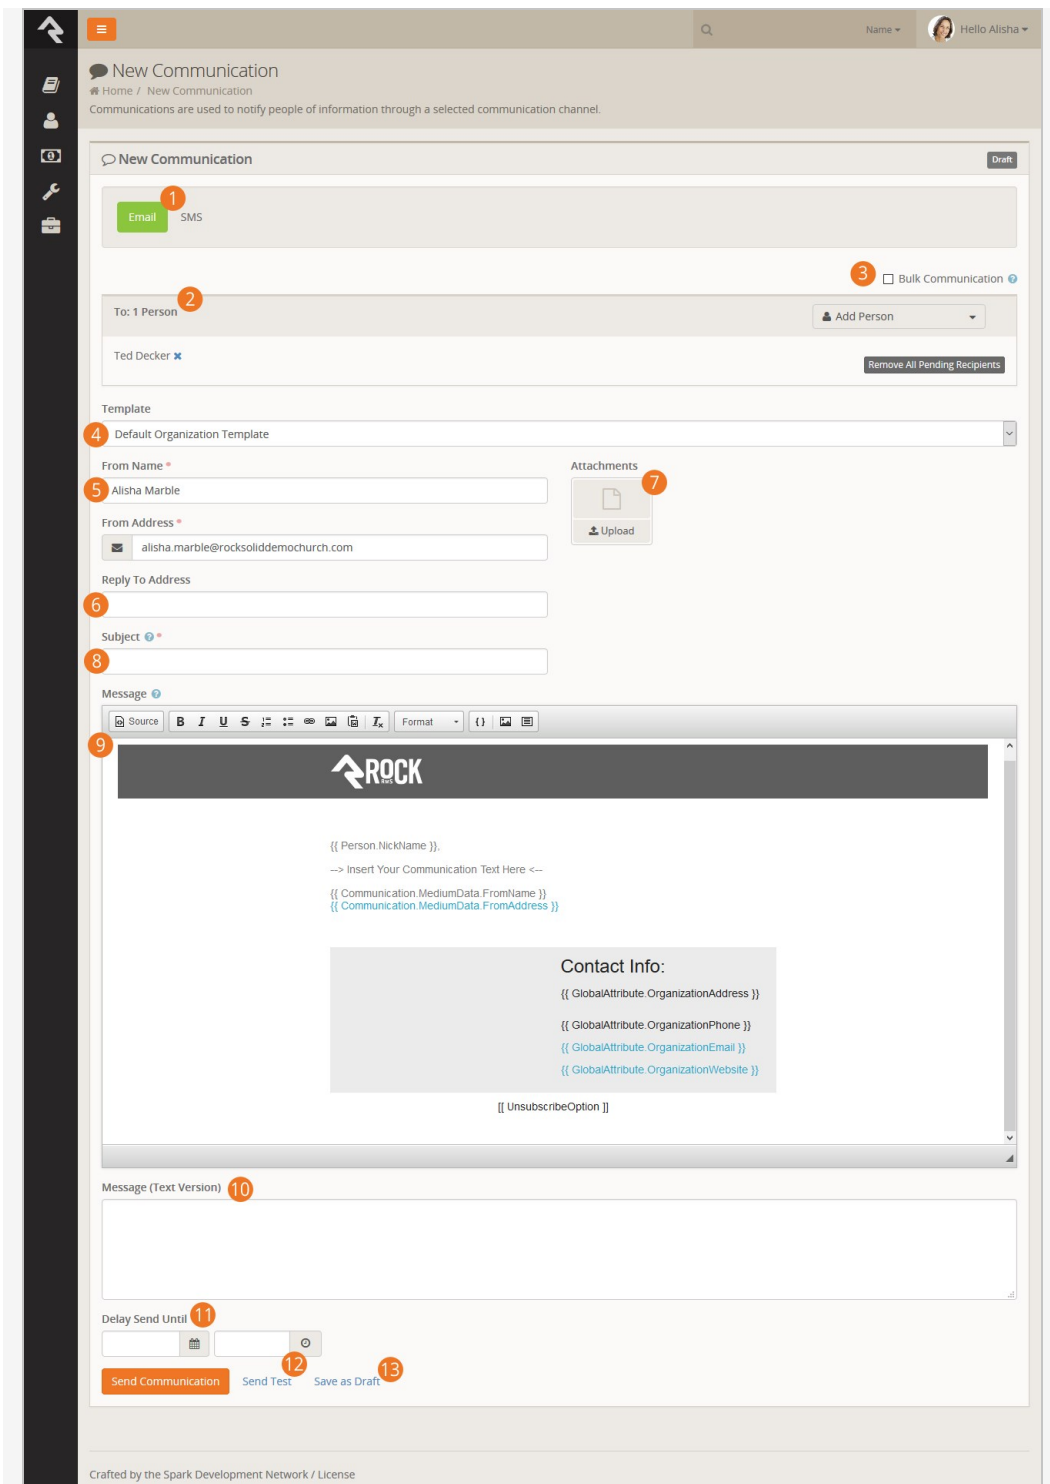 Name
Hello Alisha
New Communication
Home / New Communication
Communications are used to notify people of information through a selected communication channel.
New Communication
Draft
1
Email SMS
3
Bulk Communication
2
To: 1 Person
Add Person
Ted Decker
Remove All Pending Recipients
Template
4
Default Organization Template
From Name *
Attachments
7
5
Alisha Marble
Upload
From Address *
alisha.marble@rocksoliddemochurch.com
Reply To Address
6
Subject *
8
Message
Source B I U S Format {}
9
ROCK
RMS
{{ Person.NickName }},
--> Insert Your Communication Text Here <--
{{ Communication.MediumData.FromName }}
{{ Communication.MediumData.FromAddress }}
Contact Info:
{{ GlobalAttribute.OrganizationAddress }}
{{ GlobalAttribute.OrganizationPhone }}
{{ GlobalAttribute.OrganizationEmail }}
{{ GlobalAttribute.OrganizationWebsite }}
[[ UnsubscribeOption ]]
Message (Text Version) 10
Delay Send Until 11
12
13
Send Communication Send Test Save as Draft
Crafted by the Spark Development Network / License